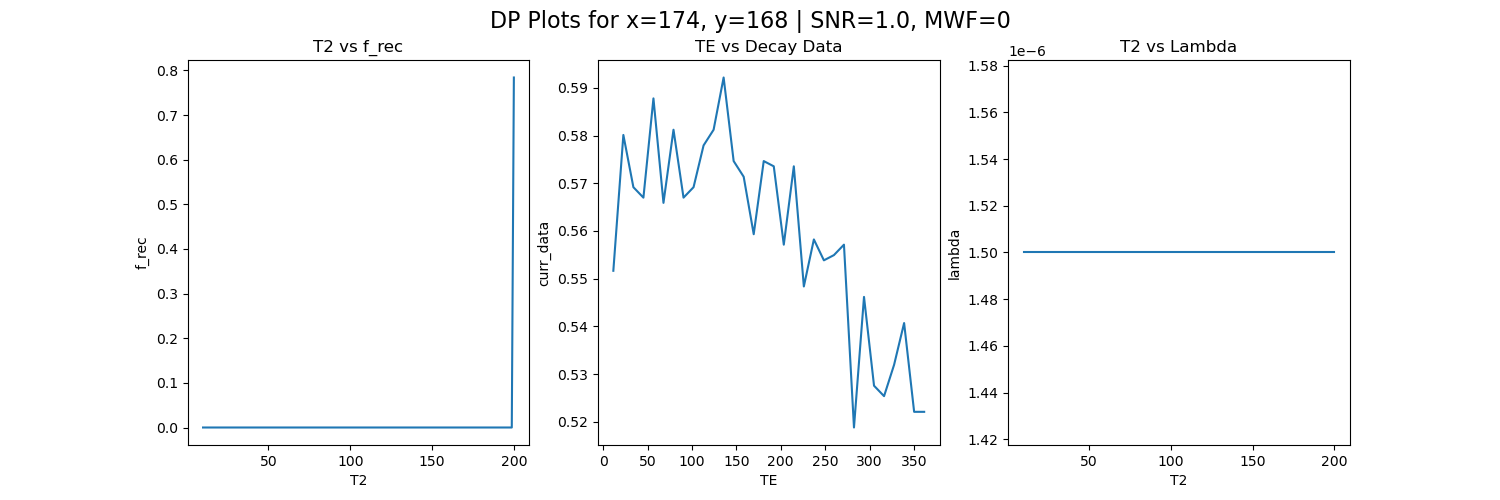 DP Plots for x=174, y=168 | SNR=1.0, MWF=0
T2 vs f_rec
0.8
0.7
0.6
0.5
0.4
0.3
0.2
0.1
0.0
f_rec
50 100 150 200
T2
TE vs Decay Data
0.59
0.58
0.57
0.56
0.55
0.54
0.53
0.52
curr_data
0 50 100 150 200 250 300 350
TE
T2 vs Lambda
1e−6
1.58
1.56
1.54
1.52
1.50
1.48
1.46
1.44
1.42
lambda
50 100 150 200
T2